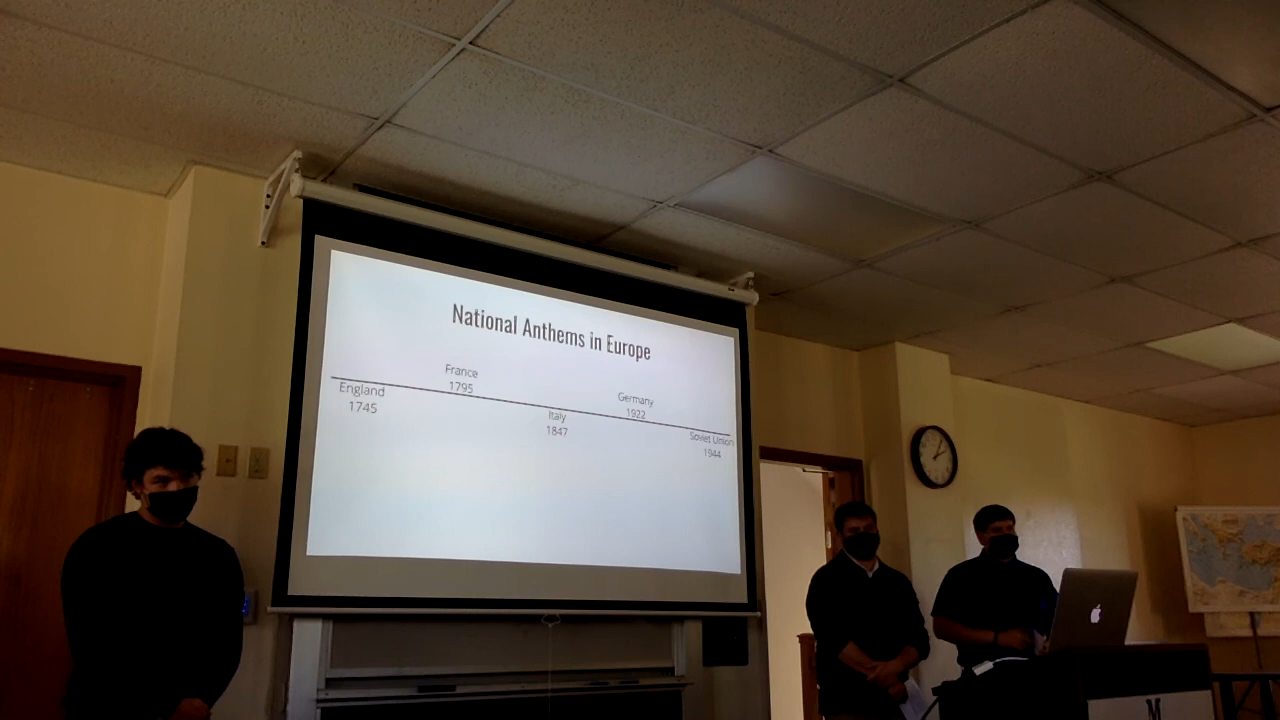 National Anthems in Europe
England
1745
France
1795
Italy
1847
Germany
1922
Soviet Union
1944
M